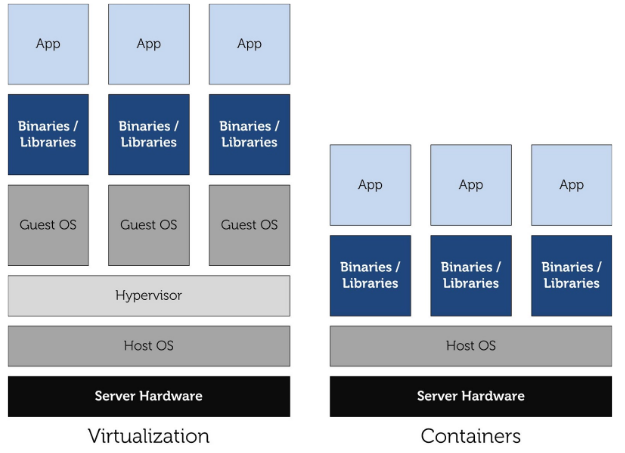 App App App
Binaries / Binaries / Binaries /
Libraries Libraries Libraries
Guest OS Guest OS Guest OS
Hypervisor
Host OS
Server Hardware
Virtualization
App App App
Binaries / Binaries / Binaries /
Libraries Libraries Libraries
Host OS
Server Hardware
Containers